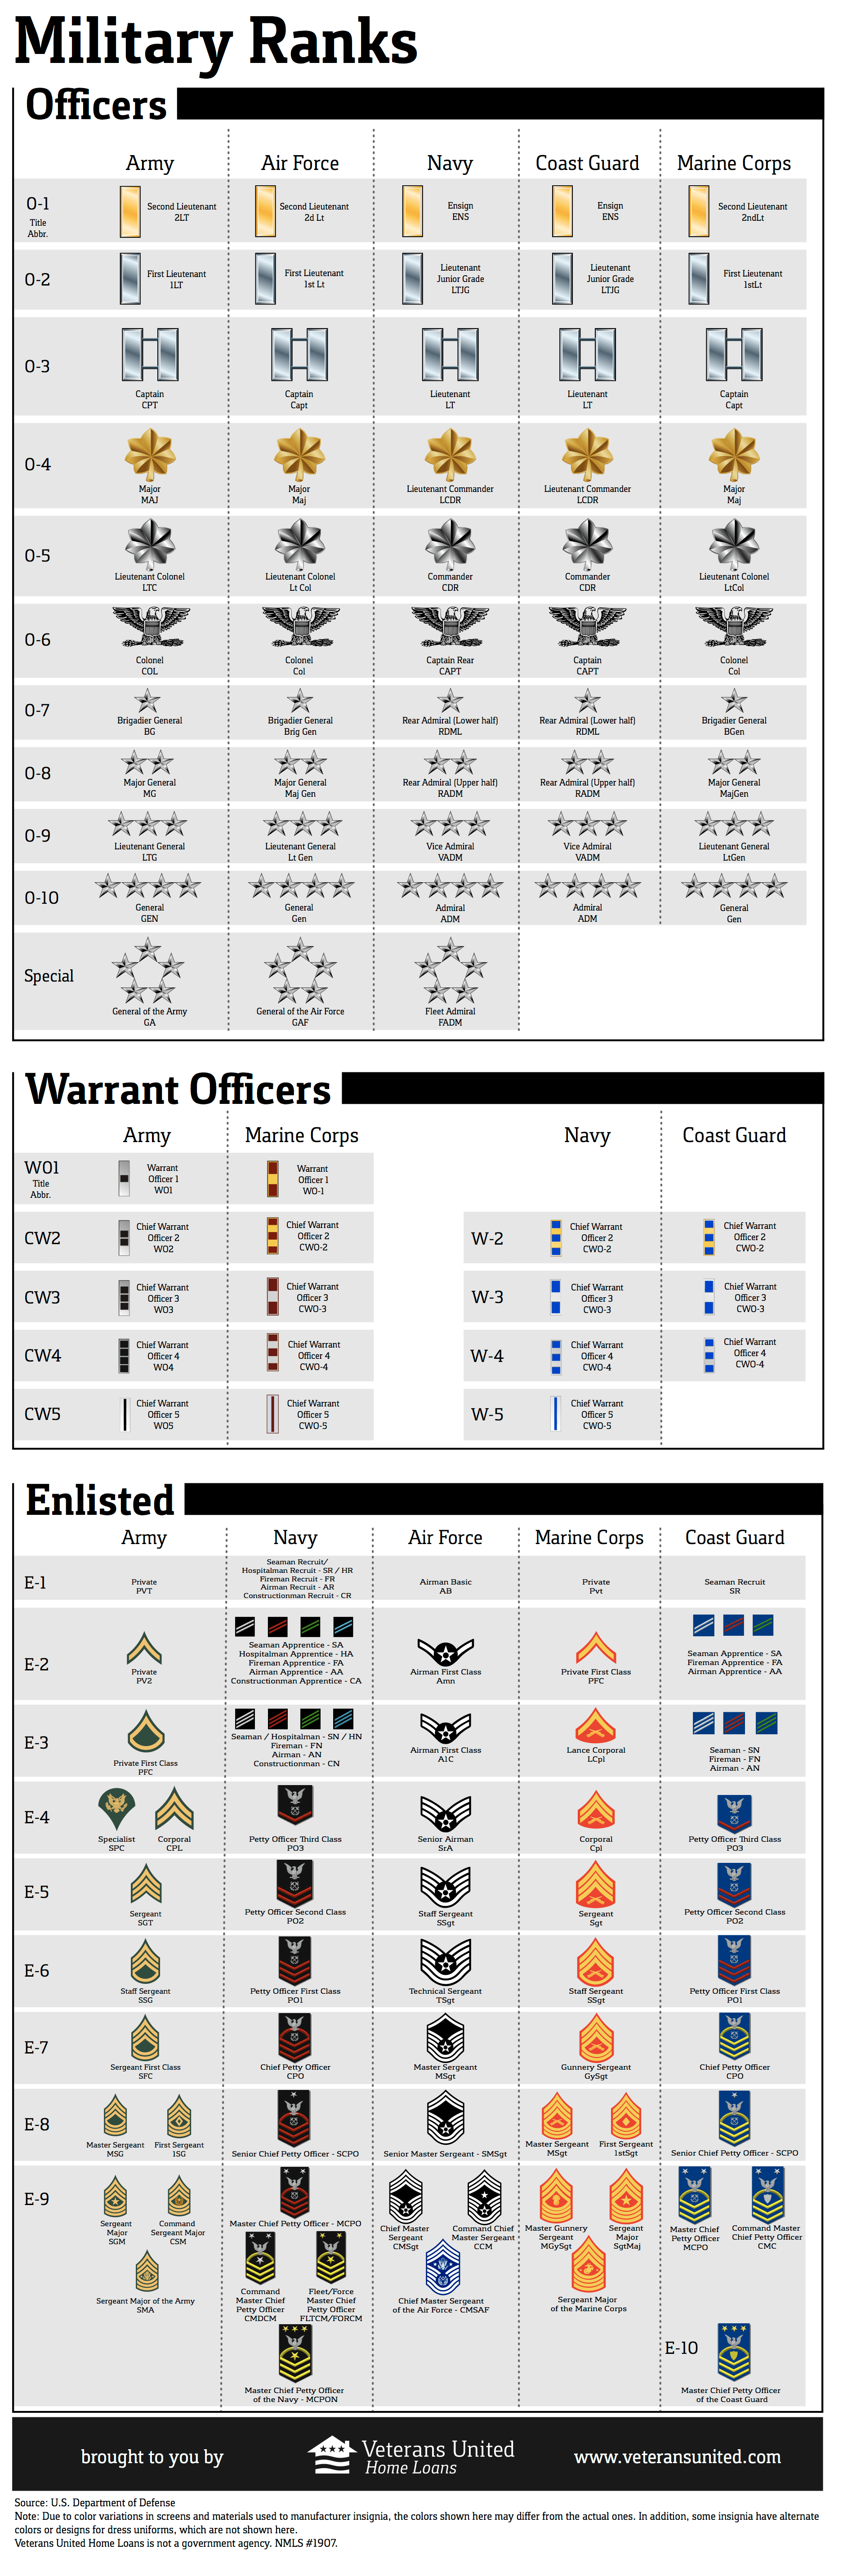 Military Ranks
Officers
Army
Air Force
Navy
Coast Guard
Marine Corps
O-1
Title
Abbr.
Second Lieutenant
2LT
Second Lieutenant
2d Lt
Ensign
ENS
Ensign
ENS
Second Lieutenant
2ndLt
O-2
First Lieutenant
1LT
First Lieutenant
1st Lt
Lieutenant
Junior Grade
LTJG
Lieutenant
Junior Grade
LTJG
First Lieutenant
1stLt
O-3
Captain
CPT
Captain
Capt
Lieutenant
LT
Lieutenant
LT
Captain
Capt
O-4
Major
MAJ
Major
Maj
Lieutenant Commander
LCDR
Lieutenant Commander
LCDR
Major
Maj
O-5
Lieutenant Colonel
LTC
Lieutenant Colonel
Lt Col
Commander
CDR
Commander
CDR
Lieutenant Colonel
LtCol
O-6
Colonel
COL
Colonel
Col
Captain Rear
CAPT
Captain
CAPT
Colonel
Col
O-7
Brigadier General
BG
Brigadier General
Brig Gen
Rear Admiral (Lower half)
RDML
Rear Admiral (Lower half)
RDML
Brigadier General
BGen
O-8
Major General
MG
Major General
Maj Gen
Rear Admiral (Upper half)
RADM
Rear Admiral (Upper half)
RADM
Major General
MajGen
O-9
Lieutenant General
LTG
Lieutenant General
Lt Gen
Vice Admiral
VADM
Vice Admiral
VADM
Lieutenant General
LtGen
O-10
General
GEN
General
Gen
Admiral
ADM
Admiral
ADM
General
Gen
Special
General of the Army
GA
General of the Air Force
GAF
Fleet Admiral
FADM
Warrant Officers
Army
Marine Corps
Navy
Coast Guard
WO1
Title
Abbr.
Warrant
Officer 1
WO1
Warrant
Officer 1
WO-1
CW2
Chief Warrant
Officer 2
WO2
Chief Warrant
Officer 2
CWO-2
W-2
Chief Warrant
Officer 2
CWO-2
Chief Warrant
Officer 2
CWO-2
CW3
Chief Warrant
Officer 3
WO3
Chief Warrant
Officer 3
CWO-3
W-3
Chief Warrant
Officer 3
CWO-3
Chief Warrant
Officer 3
CWO-3
CW4
Chief Warrant
Officer 4
WO4
Chief Warrant
Officer 4
CWO-4
W-4
Chief Warrant
Officer 4
CWO-4
Chief Warrant
Officer 4
CWO-4
CW5
Chief Warrant
Officer 5
WO5
Chief Warrant
Officer 5
CWO-5
W-5
Chief Warrant
Officer 5
CWO-5
Enlisted
Army
Navy
Air Force
Marine Corps
Coast Guard
E-1
Private
PVT
Seaman Recruit/
Hospitalman Recruit - SR / HR
Fireman Recruit - FR
Airman Recruit - AR
Constructionman Recruit - CR
Airman Basic
AB
Private
Pvt
Seaman Recruit
SR
E-2
Private
PV2
Seaman Apprentice - SA
Hospitalman Apprentice - HA
Fireman Apprentice - FA
Airman Apprentice - AA
Constructionman Apprentice - CA
Airman First Class
Amn
Private First Class
PFC
Seaman Apprentice - SA
Fireman Apprentice - FA
Airman Apprentice - AA
E-3
Private First Class
PFC
Seaman / Hospitalman - SN / HN
Fireman - FN
Airman - AN
Constructionman - CN
Airman First Class
A1C
Lance Corporal
LCpl
Seaman - SN
Fireman - FN
Airman - AN
E-4
Specialist
SPC
Corporal
CPL
Petty Officer Third Class
PO3
Senior Airman
SrA
Corporal
Cpl
Petty Officer Third Class
PO3
E-5
Sergeant
SGT
Petty Officer Second Class
PO2
Staff Sergeant
SSgt
Sergeant
Sgt
Petty Officer Second Class
PO2
E-6
Staff Sergeant
SSG
Petty Officer First Class
PO1
Technical Sergeant
TSgt
Staff Sergeant
SSgt
Petty Officer First Class
PO1
E-7
Sergeant First Class
SFC
Chief Petty Officer
CPO
Master Sergeant
MSgt
Gunnery Sergeant
GySgt
Chief Petty Officer
CPO
E-8
Master Sergeant
MSG
First Sergeant
1SG
Senior Chief Petty Officer - SCPO
Senior Master Sergeant - SMSgt
Master Sergeant
MSgt
First Sergeant
1stSgt
Senior Chief Petty Officer - SCPO
E-9
Sergeant
Major
SGM
Command
Sergeant Major
CSM
Sergeant Major of the Army
SMA
Master Chief Petty Officer - MCPO
Command
Master Chief
Petty Officer
CMDCM
Fleet/Force
Master Chief
Petty Officer
FLTCM/FORCM
Master Chief Petty Officer
of the Navy - MCPON
Chief Master
Sergeant
CMSgt
Command Chief
Master Sergeant
CCM
Chief Master Sergeant
of the Air Force - CMSAF
Master Gunnery
Sergeant
MGySgt
Sergeant
Major
SgtMaj
Sergeant Major
of the Marine Corps
Master Chief
Petty Officer
MCPO
Command Master
Chief Petty Officer
CMC
E-10
Master Chief Petty Officer
of the Coast Guard
brought to you by
Veterans United
Home Loans
www.veteransunited.com
Source: U.S. Department of Defense
Note: Due to color variations in screens and materials used to manufacturer insignia, the colors shown here may differ from the actual ones. In addition, some insignia have alternate
colors or designs for dress uniforms, which are not shown here.
Veterans United Home Loans is not a government agency. NMLS #1907.